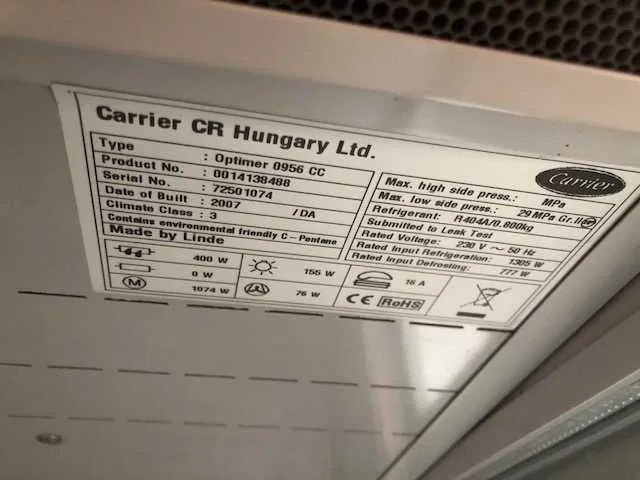 Carrier CR Hungary Ltd.
Carrier
Type : Optimer 0956 CC
Product No. : 0014138488
Serial No. : 72501074
Date of Built : 2007 / DA
Climate Class : 3
Contains environmental friendly C - Pentane
Made by Linde
Max. high side press.: MPa
Max. low side press.: 29 MPa Gr.II
Refrigerant: R404A/0.800kg
Submitted to Leak Test
Rated Voltage: 230 V ~ 50 Hz
Rated Input Refrigeration: 1305 W
Rated Input Defrosting: 777 W
400 W 155 W 16 A
0 W
M 1074 W 76 W CE RoHS